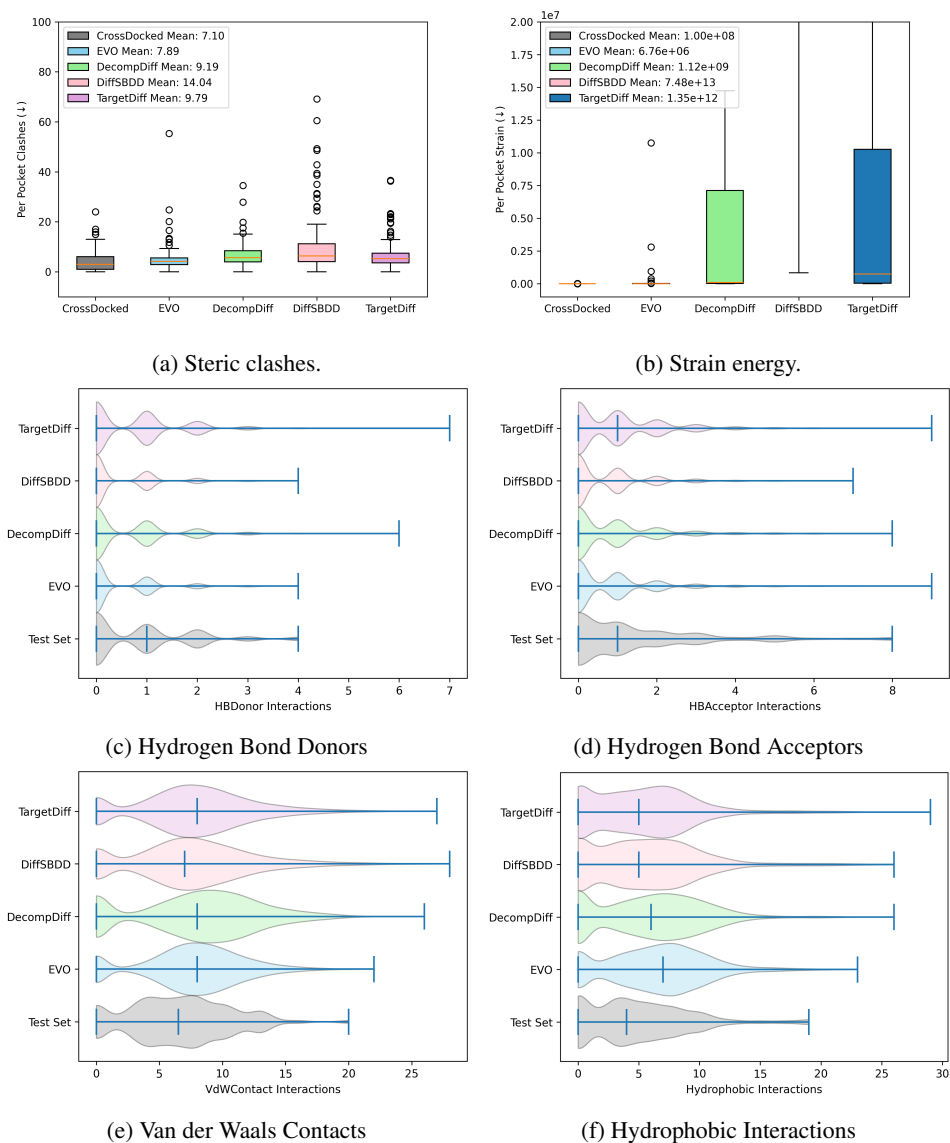 CrossDocked Mean: 7.10
EVO Mean: 7.89
DecompDiff Mean: 9.19
DiffSBDD Mean: 14.04
TargetDiff Mean: 9.79
Per Pocket Clashes (↓)
100
80
60
40
20
0
CrossDocked EVO DecompDiff DiffSBDD TargetDiff
(a) Steric clashes.
1e7
CrossDocked Mean: 1.00e+08
EVO Mean: 6.76e+06
DecompDiff Mean: 1.12e+09
DiffSBDD Mean: 7.48e+13
TargetDiff Mean: 1.35e+12
Per Pocket Strain (↓)
2.00
1.75
1.50
1.25
1.00
0.75
0.50
0.25
0.00
CrossDocked EVO DecompDiff DiffSBDD TargetDiff
(b) Strain energy.
TargetDiff
DiffSBDD
DecompDiff
EVO
Test Set
0 1 2 3 4 5 6 7
HBDonor Interactions
(c) Hydrogen Bond Donors
TargetDiff
DiffSBDD
DecompDiff
EVO
Test Set
0 2 4 6 8
HBAcceptor Interactions
(d) Hydrogen Bond Acceptors
TargetDiff
DiffSBDD
DecompDiff
EVO
Test Set
0 5 10 15 20 25
VdWContact Interactions
(e) Van der Waals Contacts
TargetDiff
DiffSBDD
DecompDiff
EVO
Test Set
0 5 10 15 20 25 30
Hydrophobic Interactions
(f) Hydrophobic Interactions